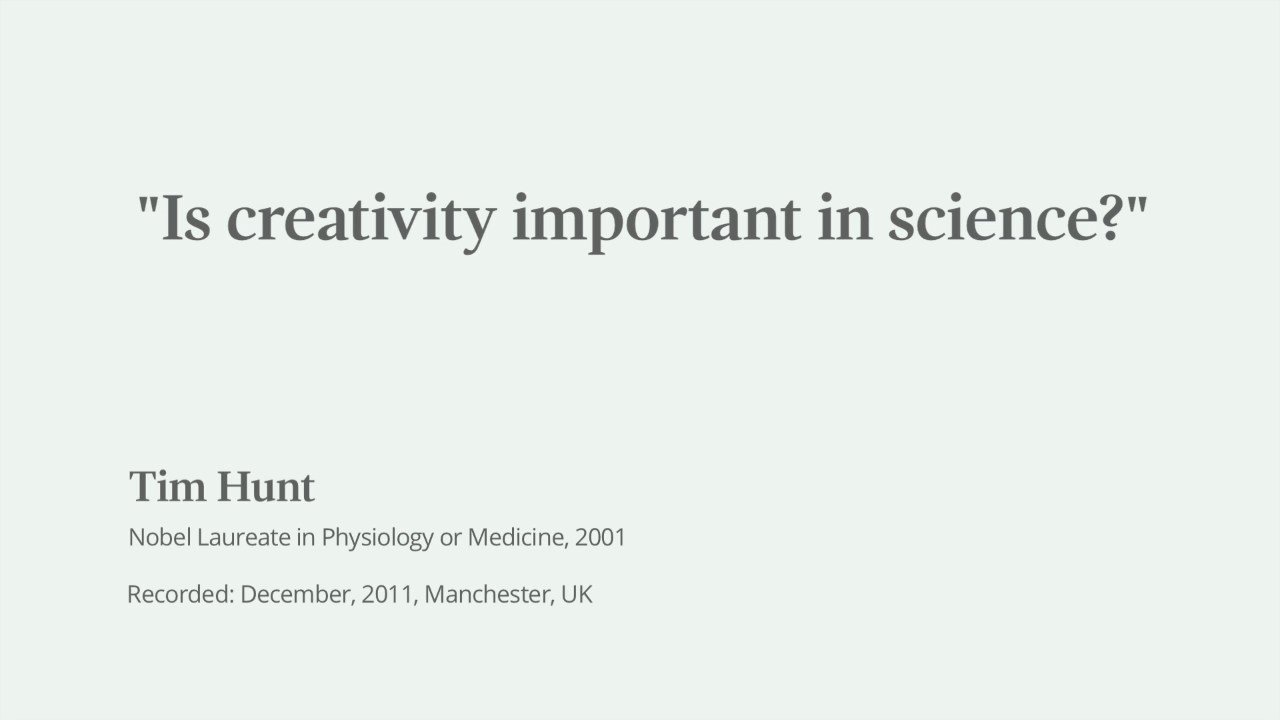 "Is creativity important in science?"
Tim Hunt
Nobel Laureate in Physiology or Medicine, 2001
Recorded: December, 2011, Manchester, UK